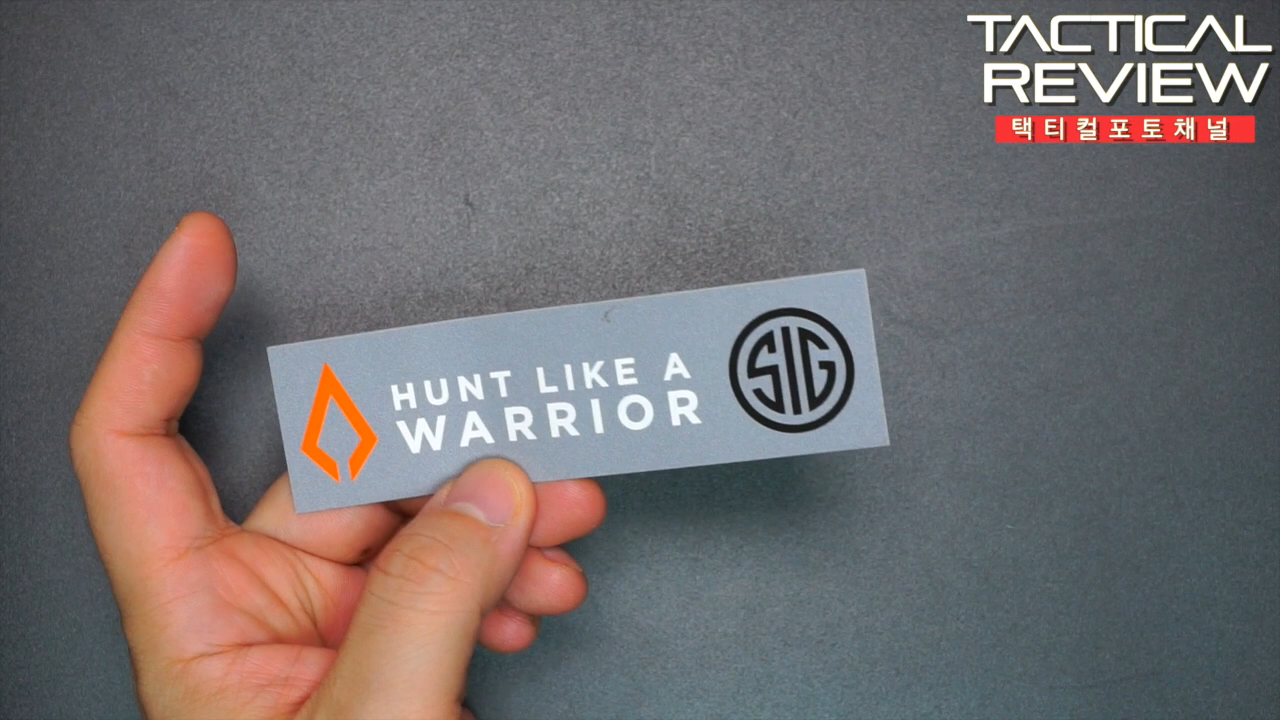 TACTICAL
REVIEW
택티컬포토채널
HUNT LIKE A
WARRIOR
SIG